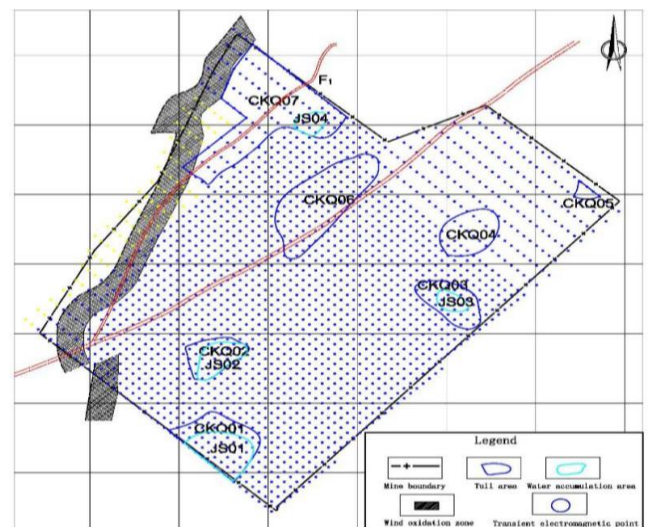 F₁
CKQ07
JS04
CKQ06
CKQ05
CKQ04
CKQ03
JS03
CKQ02
JS02
CKQ01
JS01
Legend
Mine boundary
Tull area
Water accumulation area
Wind oxidation zone
Transient electromagnetic point